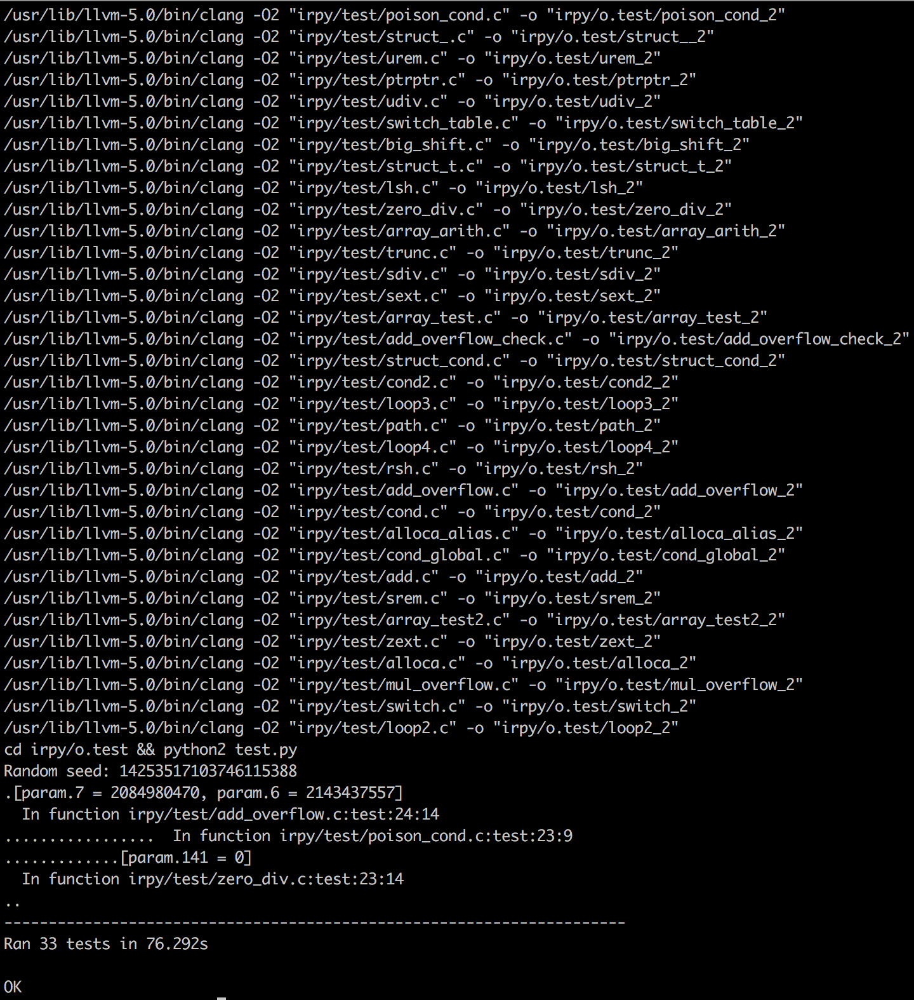 /usr/lib/llvm-5.0/bin/clang -O2 "irpy/test/poison_cond.c" -o "irpy/o.test/poison_cond_2"
/usr/lib/llvm-5.0/bin/clang -O2 "irpy/test/struct_.c" -o "irpy/o.test/struct__2"
/usr/lib/llvm-5.0/bin/clang -O2 "irpy/test/urem.c" -o "irpy/o.test/urem_2"
/usr/lib/llvm-5.0/bin/clang -O2 "irpy/test/ptrptr.c" -o "irpy/o.test/ptrptr_2"
/usr/lib/llvm-5.0/bin/clang -O2 "irpy/test/udiv.c" -o "irpy/o.test/udiv_2"
/usr/lib/llvm-5.0/bin/clang -O2 "irpy/test/switch_table.c" -o "irpy/o.test/switch_table_2"
/usr/lib/llvm-5.0/bin/clang -O2 "irpy/test/big_shift.c" -o "irpy/o.test/big_shift_2"
/usr/lib/llvm-5.0/bin/clang -O2 "irpy/test/struct_t.c" -o "irpy/o.test/struct_t_2"
/usr/lib/llvm-5.0/bin/clang -O2 "irpy/test/lsh.c" -o "irpy/o.test/lsh_2"
/usr/lib/llvm-5.0/bin/clang -O2 "irpy/test/zero_div.c" -o "irpy/o.test/zero_div_2"
/usr/lib/llvm-5.0/bin/clang -O2 "irpy/test/array_arith.c" -o "irpy/o.test/array_arith_2"
/usr/lib/llvm-5.0/bin/clang -O2 "irpy/test/trunc.c" -o "irpy/o.test/trunc_2"
/usr/lib/llvm-5.0/bin/clang -O2 "irpy/test/sdiv.c" -o "irpy/o.test/sdiv_2"
/usr/lib/llvm-5.0/bin/clang -O2 "irpy/test/sext.c" -o "irpy/o.test/sext_2"
/usr/lib/llvm-5.0/bin/clang -O2 "irpy/test/array_test.c" -o "irpy/o.test/array_test_2"
/usr/lib/llvm-5.0/bin/clang -O2 "irpy/test/add_overflow_check.c" -o "irpy/o.test/add_overflow_check_2"
/usr/lib/llvm-5.0/bin/clang -O2 "irpy/test/struct_cond.c" -o "irpy/o.test/struct_cond_2"
/usr/lib/llvm-5.0/bin/clang -O2 "irpy/test/cond2.c" -o "irpy/o.test/cond2_2"
/usr/lib/llvm-5.0/bin/clang -O2 "irpy/test/loop3.c" -o "irpy/o.test/loop3_2"
/usr/lib/llvm-5.0/bin/clang -O2 "irpy/test/path.c" -o "irpy/o.test/path_2"
/usr/lib/llvm-5.0/bin/clang -O2 "irpy/test/loop4.c" -o "irpy/o.test/loop4_2"
/usr/lib/llvm-5.0/bin/clang -O2 "irpy/test/rsh.c" -o "irpy/o.test/rsh_2"
/usr/lib/llvm-5.0/bin/clang -O2 "irpy/test/add_overflow.c" -o "irpy/o.test/add_overflow_2"
/usr/lib/llvm-5.0/bin/clang -O2 "irpy/test/cond.c" -o "irpy/o.test/cond_2"
/usr/lib/llvm-5.0/bin/clang -O2 "irpy/test/alloca_alias.c" -o "irpy/o.test/alloca_alias_2"
/usr/lib/llvm-5.0/bin/clang -O2 "irpy/test/cond_global.c" -o "irpy/o.test/cond_global_2"
/usr/lib/llvm-5.0/bin/clang -O2 "irpy/test/add.c" -o "irpy/o.test/add_2"
/usr/lib/llvm-5.0/bin/clang -O2 "irpy/test/srem.c" -o "irpy/o.test/srem_2"
/usr/lib/llvm-5.0/bin/clang -O2 "irpy/test/array_test2.c" -o "irpy/o.test/array_test2_2"
/usr/lib/llvm-5.0/bin/clang -O2 "irpy/test/zext.c" -o "irpy/o.test/zext_2"
/usr/lib/llvm-5.0/bin/clang -O2 "irpy/test/alloca.c" -o "irpy/o.test/alloca_2"
/usr/lib/llvm-5.0/bin/clang -O2 "irpy/test/mul_overflow.c" -o "irpy/o.test/mul_overflow_2"
/usr/lib/llvm-5.0/bin/clang -O2 "irpy/test/switch.c" -o "irpy/o.test/switch_2"
/usr/lib/llvm-5.0/bin/clang -O2 "irpy/test/loop2.c" -o "irpy/o.test/loop2_2"
cd irpy/o.test && python2 test.py
Random seed: 14253517103746115388
.[param.7 = 2084980470, param.6 = 2143437557]
  In function irpy/test/add_overflow.c:test:24:14
.................  In function irpy/test/poison_cond.c:test:23:9
.............[param.141 = 0]
  In function irpy/test/zero_div.c:test:23:14
..
----------------------------------------------------------------------
Ran 33 tests in 76.292s
OK